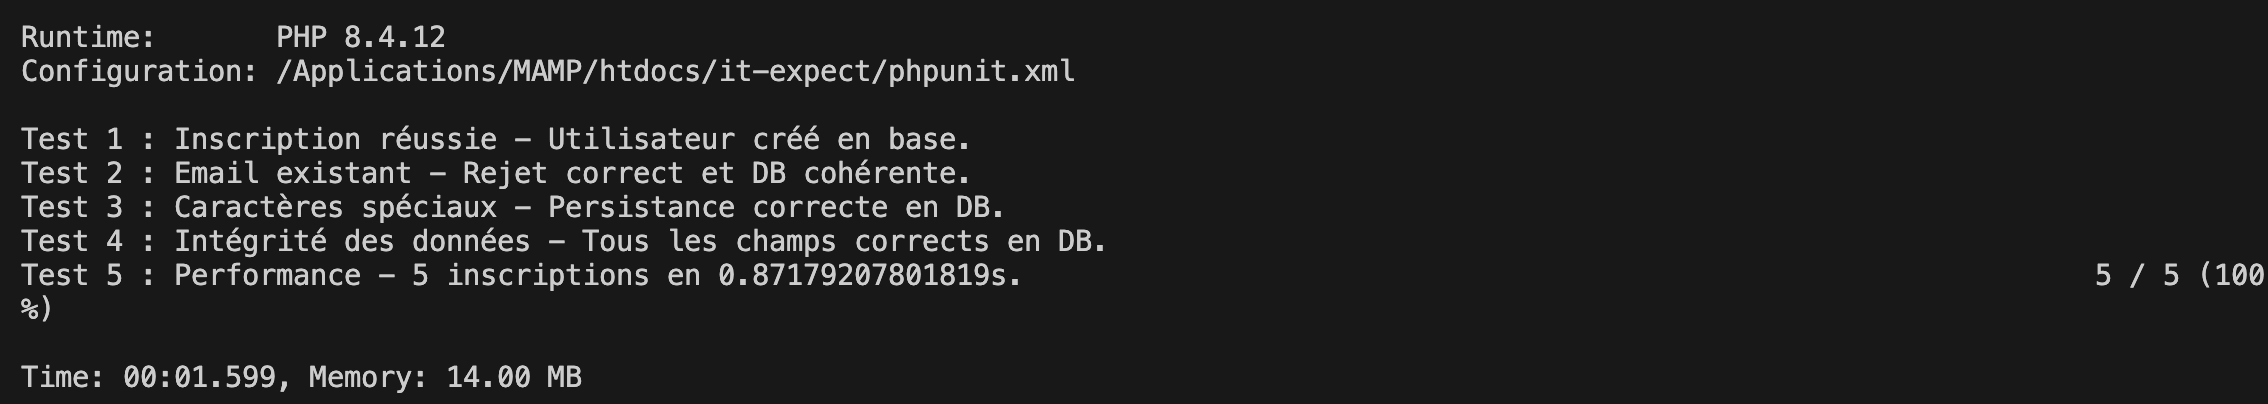 Runtime:       PHP 8.4.12
Configuration: /Applications/MAMP/htdocs/it-expect/phpunit.xml
Test 1 : Inscription réussie – Utilisateur créé en base.
Test 2 : Email existant – Rejet correct et DB cohérente.
Test 3 : Caractères spéciaux – Persistance correcte en DB.
Test 4 : Intégrité des données – Tous les champs corrects en DB.
Test 5 : Performance – 5 inscriptions en 0.87179207801819s. 5 / 5 (100
%)
Time: 00:01.599, Memory: 14.00 MB